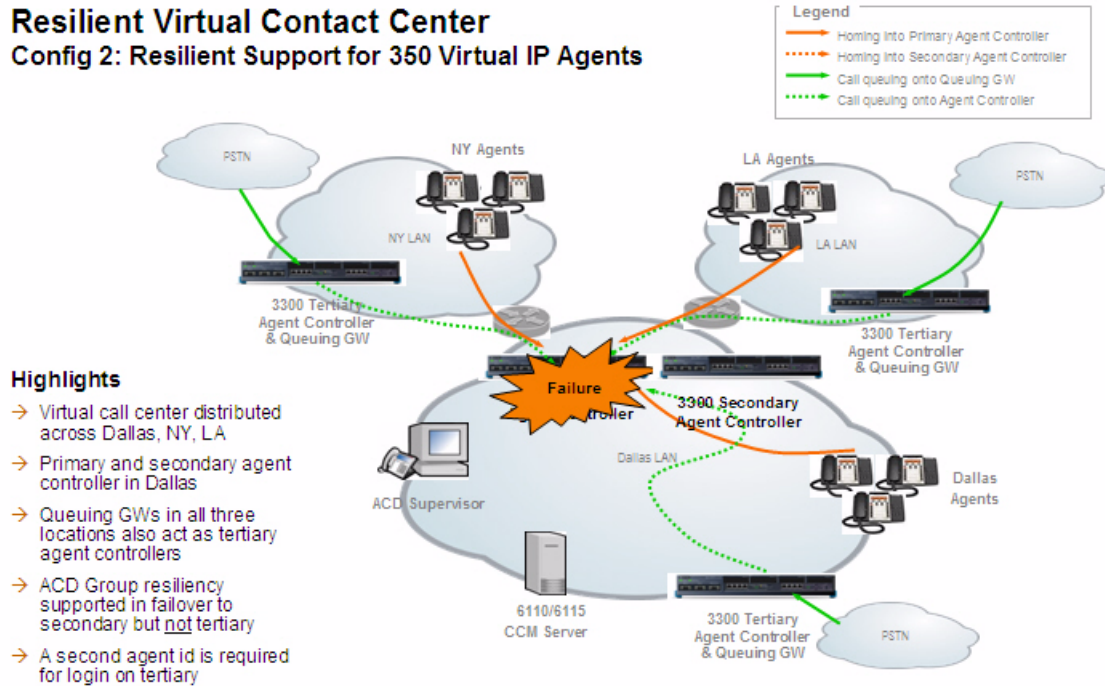 Resilient Virtual Contact Center
Config 2: Resilient Support for 350 Virtual IP Agents
Legend
Homing into Primary Agent Controller
Homing into Secondary Agent Controller
Call queuing onto Queuing GW
Call queuing onto Agent Controller
PSTN
NY Agents
NY LAN
LA Agents
LA LAN
PSTN
3300 Tertiary
Agent Controller
& Queuing GW
3300 Tertiary
Agent Controller
& Queuing GW
Failure
troller
3300 Secondary
Agent Controller
Dallas LAN
Dallas
Agents
ACD Supervisor
6110/6115
CCM Server
3300 Tertiary
Agent Controller
& Queuing GW
PSTN
Highlights
→ Virtual call center distributed
across Dallas, NY, LA
→ Primary and secondary agent
controller in Dallas
→ Queuing GWs in all three
locations also act as tertiary
agent controllers
→ ACD Group resiliency
supported in failover to
secondary but not tertiary
→ A second agent id is required
for login on tertiary